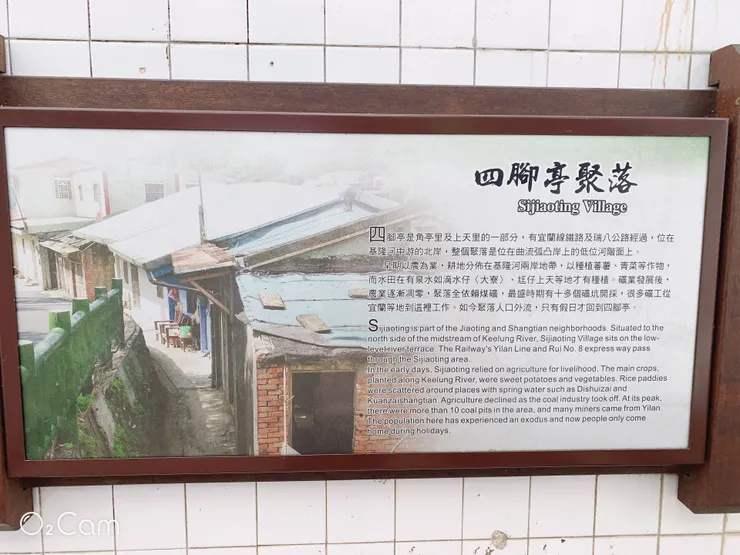 四腳亭聚落
Sijiaoting Village
四腳亭是角亭里及上天里的一部分，有宜蘭線鐵路及瑞八公路經過，位在
基隆河中游的北岸，整個聚落是位在曲流弧凸岸上的低位河階面上。
早期以農為業，耕地分佈在基隆河兩岸地帶，以種植蕃薯、青菜等作物，
而水田在有泉水如滴水仔（大寮）、尪仔上天等地有種植。礦業發展後，
農業逐漸凋零，聚落全依賴煤礦，最盛時期有十多個礦坑開採，很多礦工從
宜蘭等地到這裡工作。如今聚落人口外流，只有假日才回到四腳亭。
Sijiaoting is part of the Jiaoting and Shangtian neighborhoods. Situated to the
north side of the midstream of Keelung River, Sijiaoting Village sits on the low-
level river terrace. The Railway's Yilan Line and Rui No. 8 express way pass
through the Sijiaoting area.
In the early days, Sijiaoting relied on agriculture for livelihood. The main crops,
planted along Keelung River, were sweet potatoes and vegetables. Rice paddies
were scattered around places with spring water such as Dishuizai and
Kuanzaishangtian. Agriculture declined as the coal industry took off. At its peak,
there were more than 10 coal pits in the area, and many miners came from Yilan.
The population here has experienced an exodus and now people only come
home during holidays.
O2Cam